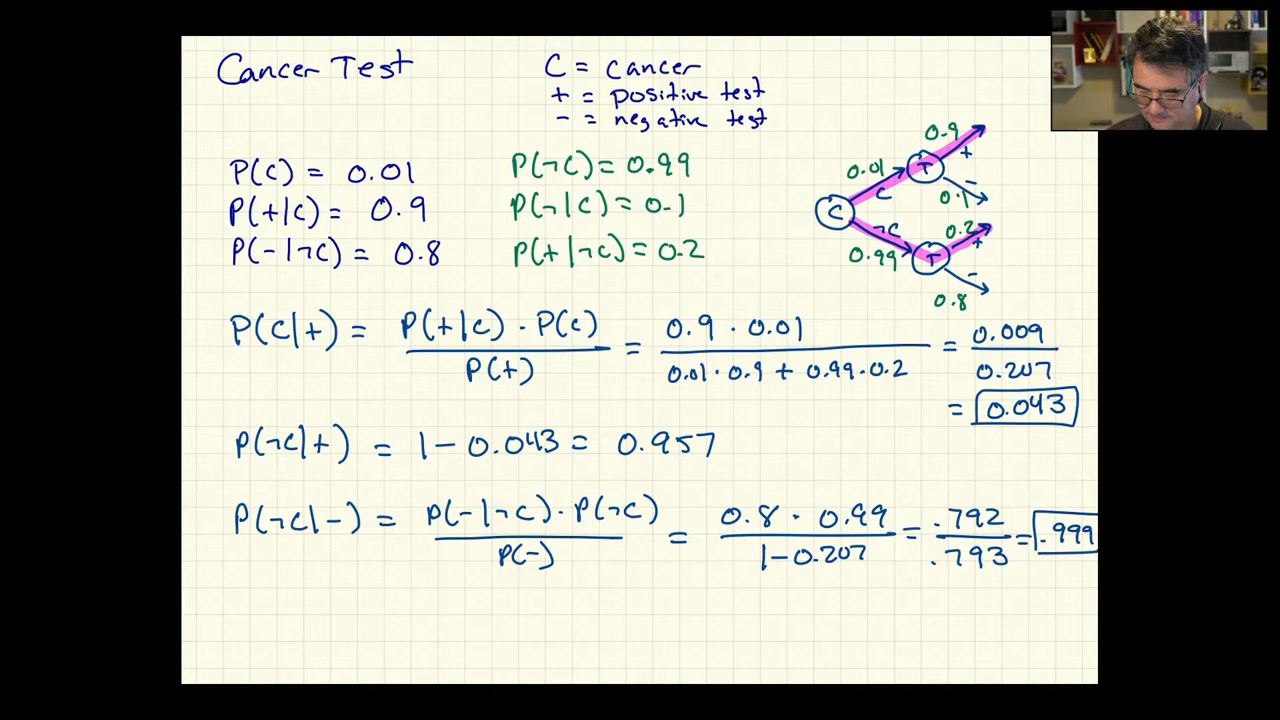 Cancer Test
C = cancer
+ = positive test
- = negative test
P(C) = 0.01
P(+|C) = 0.9
P(-|¬C) = 0.8
P(¬C) = 0.99
P(-|C) = 0.1
P(+|¬C) = 0.2
C
0.01
C
T
0.9
+
-
0.1
¬C
0.99
T
0.2
+
-
0.8
P(C|+) = P(+|C) · P(C) / P(+) = 0.9 · 0.01 / 0.01 · 0.9 + 0.99 · 0.2 = 0.009 / 0.207
= 0.043
P(¬C|+) = 1 - 0.043 = 0.957
P(¬C|-) = P(-|¬C) · P(¬C) / P(-) = 0.8 · 0.99 / 1 - 0.207 = .792 / .793 = .999